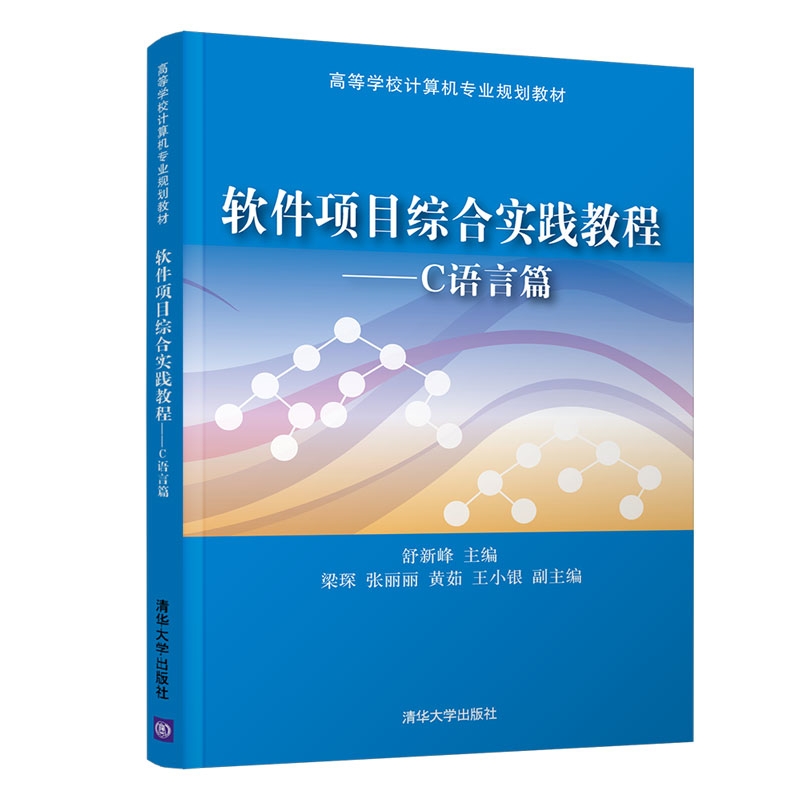 高等学校计算机专业规划教材
软件项目综合实践教程
——C语言篇
舒新峰 主编
梁琛 张丽丽 黄茹 王小银 副主编
清华大学出版社
高等学校计算机专业规划教材
软件项目综合实践教程——C语言篇
清华大学出版社